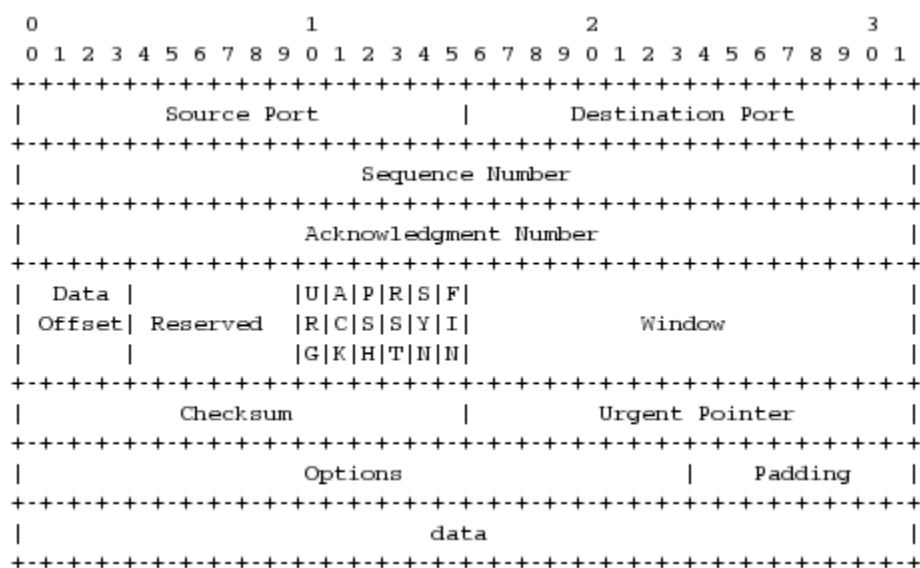 0                   1                   2                   3
 0 1 2 3 4 5 6 7 8 9 0 1 2 3 4 5 6 7 8 9 0 1 2 3 4 5 6 7 8 9 0 1
+-+-+-+-+-+-+-+-+-+-+-+-+-+-+-+-+-+-+-+-+-+-+-+-+-+-+-+-+-+-+-+-+
|          Source Port          |       Destination Port        |
+-+-+-+-+-+-+-+-+-+-+-+-+-+-+-+-+-+-+-+-+-+-+-+-+-+-+-+-+-+-+-+-+
|                        Sequence Number                        |
+-+-+-+-+-+-+-+-+-+-+-+-+-+-+-+-+-+-+-+-+-+-+-+-+-+-+-+-+-+-+-+-+
|                    Acknowledgment Number                      |
+-+-+-+-+-+-+-+-+-+-+-+-+-+-+-+-+-+-+-+-+-+-+-+-+-+-+-+-+-+-+-+-+
|  Data |           |U|A|P|R|S|F|                               |
| Offset| Reserved  |R|C|S|S|Y|I|            Window             |
|       |           |G|K|H|T|N|N|                               |
+-+-+-+-+-+-+-+-+-+-+-+-+-+-+-+-+-+-+-+-+-+-+-+-+-+-+-+-+-+-+-+-+
|           Checksum            |         Urgent Pointer        |
+-+-+-+-+-+-+-+-+-+-+-+-+-+-+-+-+-+-+-+-+-+-+-+-+-+-+-+-+-+-+-+-+
|                    Options                    |    Padding    |
+-+-+-+-+-+-+-+-+-+-+-+-+-+-+-+-+-+-+-+-+-+-+-+-+-+-+-+-+-+-+-+-+
|                             data                              |
+-+-+-+-+-+-+-+-+-+-+-+-+-+-+-+-+-+-+-+-+-+-+-+-+-+-+-+-+-+-+-+-+